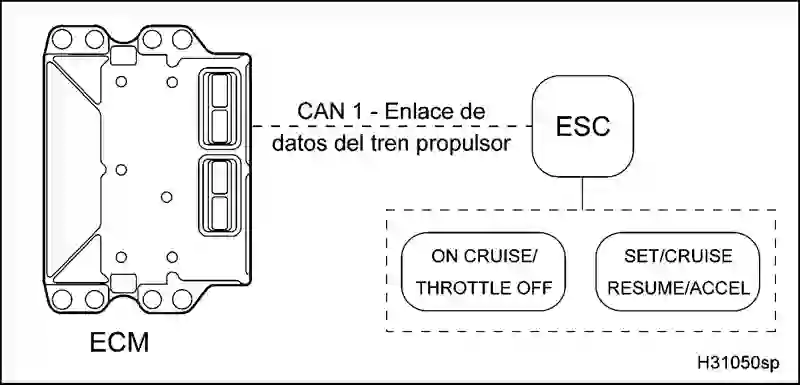 CAN 1 - Enlace de
datos del tren propulsor
ESC
ON CRUISE/
THROTTLE OFF
SET/CRUISE
RESUME/ACCEL
ECM
H31050sp